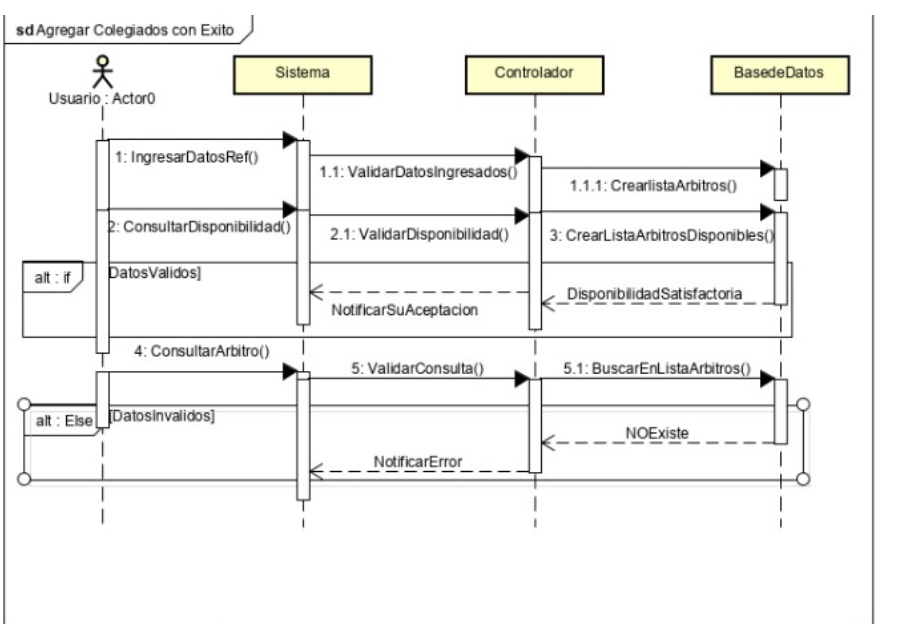 sd Agregar Colegiados con Exito
Usuario : Actor0
Sistema
Controlador
BasedeDatos
1: IngresarDatosRef()
1.1: ValidarDatosIngresados()
1.1.1: CrearlistaArbitros()
2: ConsultarDisponibilidad()
2.1: ValidarDisponibilidad()
3: CrearListaArbitrosDisponibles()
alt : if
DatosValidos]
DisponibilidadSatisfactoria
NotificarSuAceptacion
4: ConsultarArbitro()
5: ValidarConsulta()
5.1: BuscarEnListaArbitros()
alt : Else
[DatosInvalidos]
NOExiste
NotificarError